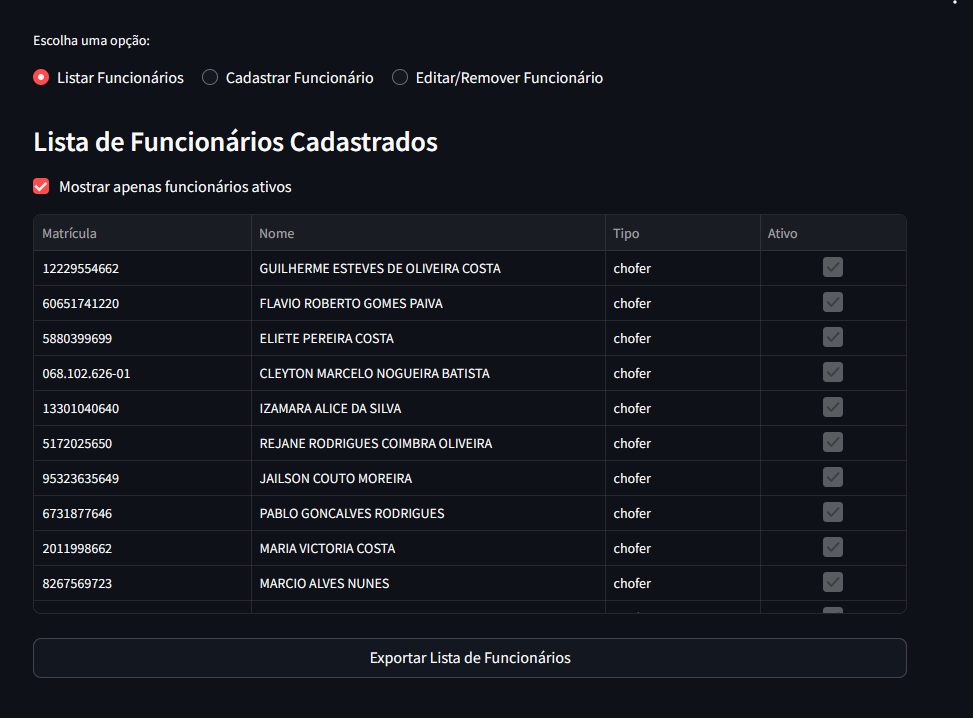 Escolha uma opção:
Listar Funcionários Cadastrar Funcionário Editar/Remover Funcionário
Lista de Funcionários Cadastrados
Mostrar apenas funcionários ativos
Matrícula Nome Tipo Ativo
12229554662 GUILHERME ESTEVES DE OLIVEIRA COSTA chofer
60651741220 FLAVIO ROBERTO GOMES PAIVA chofer
5880399699 ELIETE PEREIRA COSTA chofer
068.102.626-01 CLEYTON MARCELO NOGUEIRA BATISTA chofer
13301040640 IZAMARA ALICE DA SILVA chofer
5172025650 REJANE RODRIGUES COIMBRA OLIVEIRA chofer
95323635649 JAILSON COUTO MOREIRA chofer
6731877646 PABLO GONCALVES RODRIGUES chofer
2011998662 MARIA VICTORIA COSTA chofer
8267569723 MARCIO ALVES NUNES chofer
Exportar Lista de Funcionários